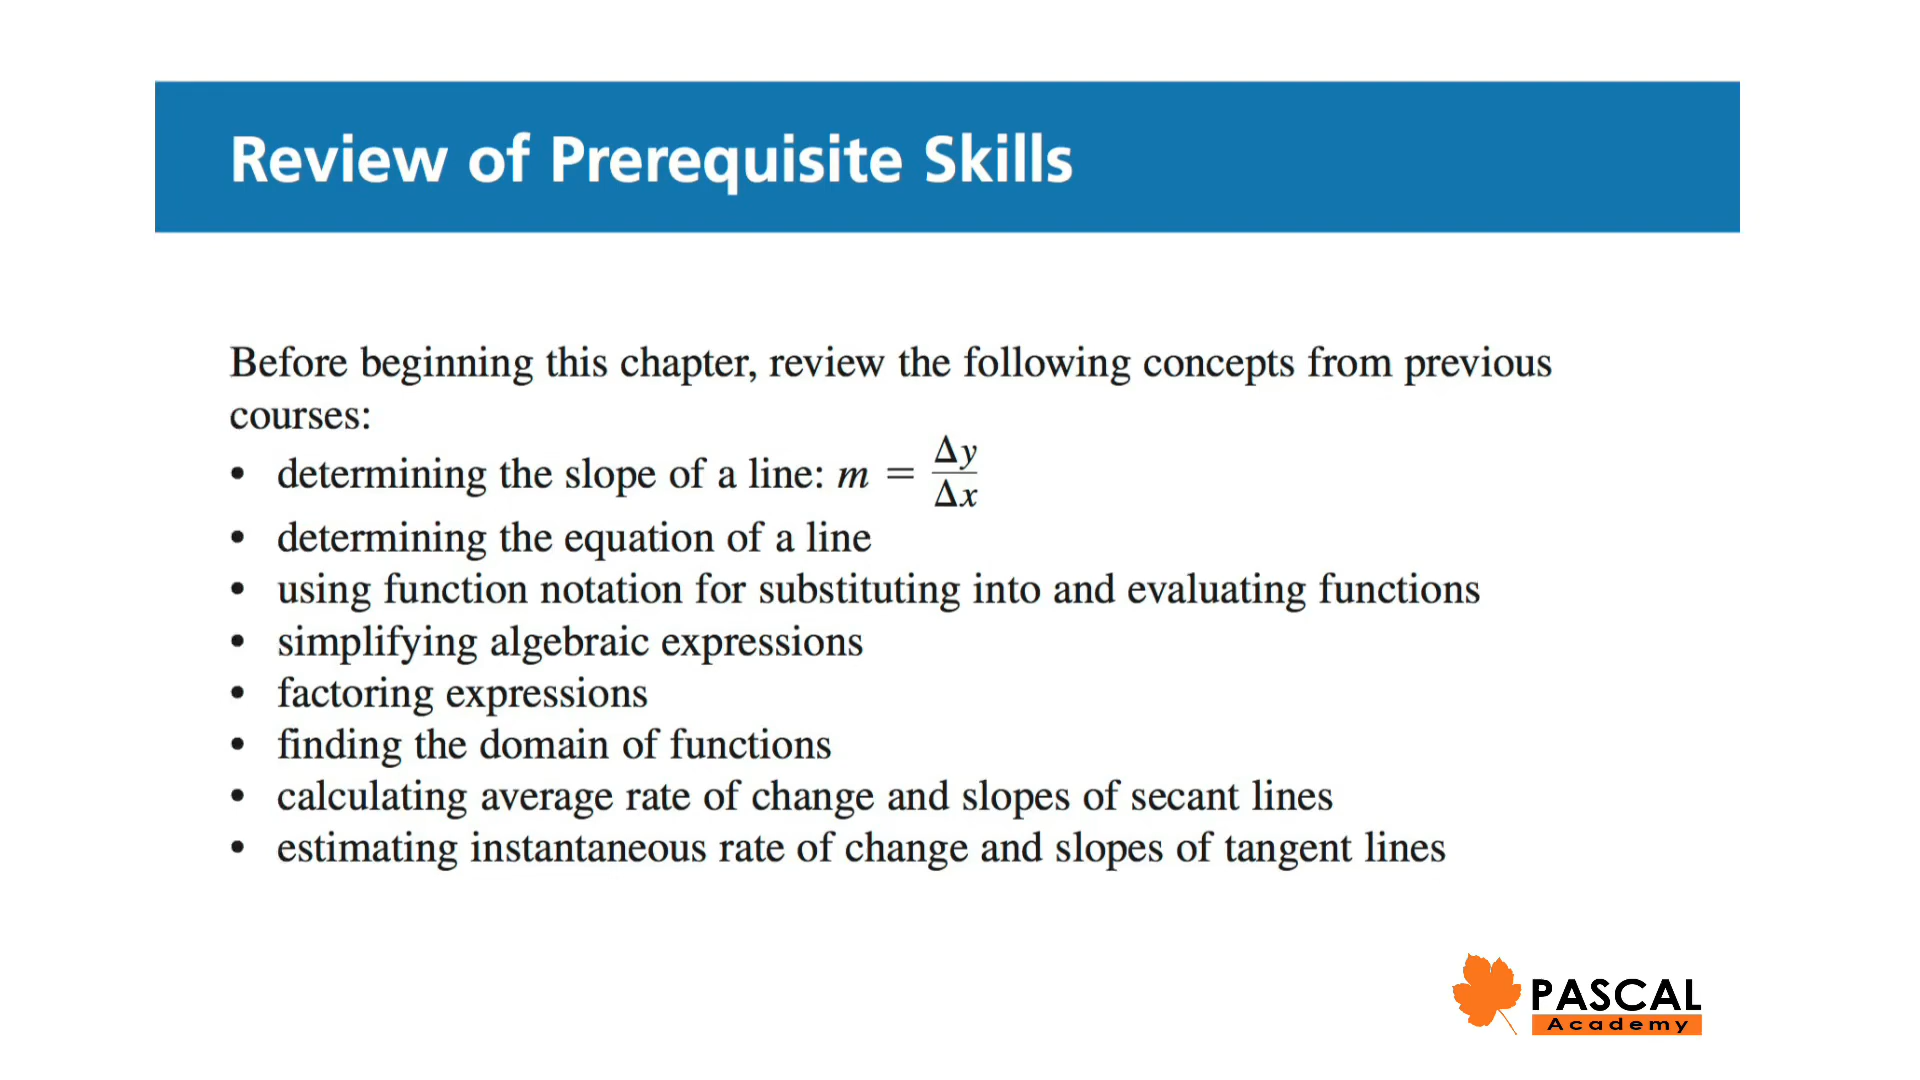 Review of Prerequisite Skills
Before beginning this chapter, review the following concepts from previous
courses:
• determining the slope of a line: m = Δy/Δx
• determining the equation of a line
• using function notation for substituting into and evaluating functions
• simplifying algebraic expressions
• factoring expressions
• finding the domain of functions
• calculating average rate of change and slopes of secant lines
• estimating instantaneous rate of change and slopes of tangent lines
PASCAL
Academy